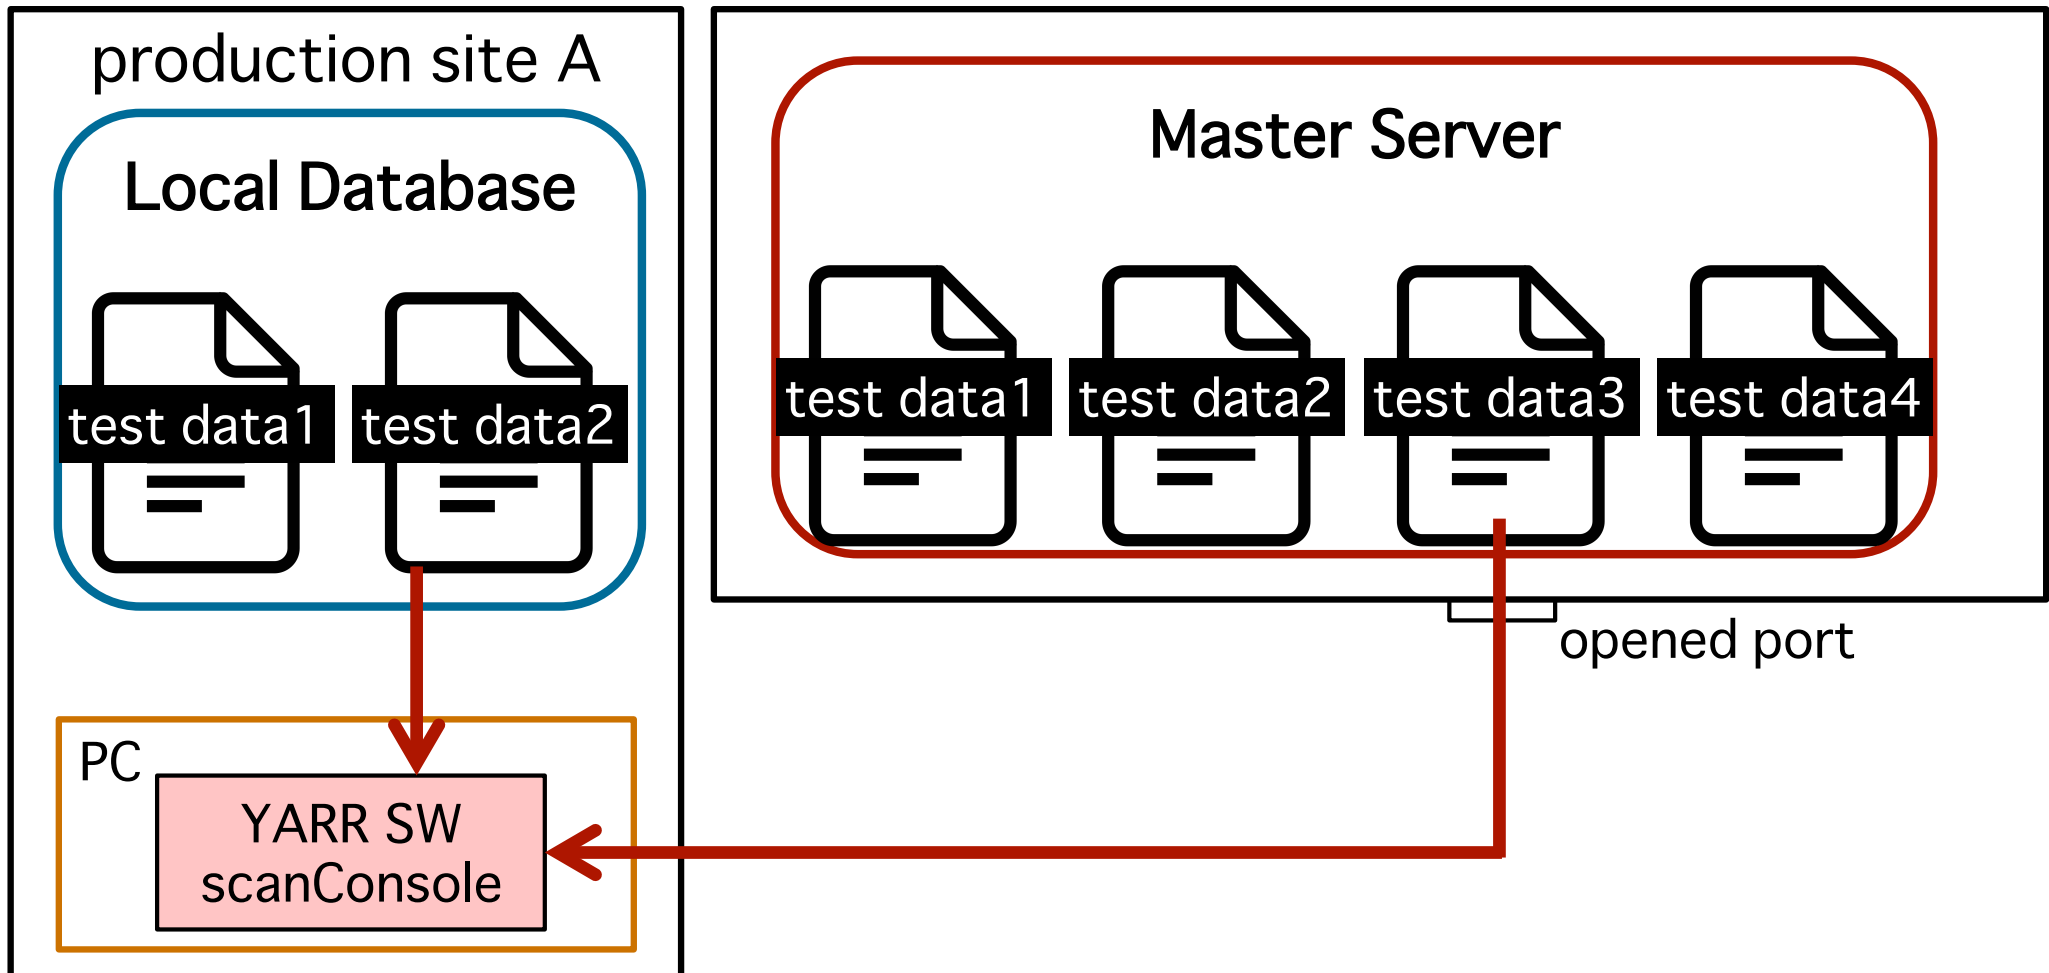 production site A
Local Database
test data1
test data2
PC
YARR SW
scanConsole
Master Server
test data1
test data2
test data3
test data4
opened port